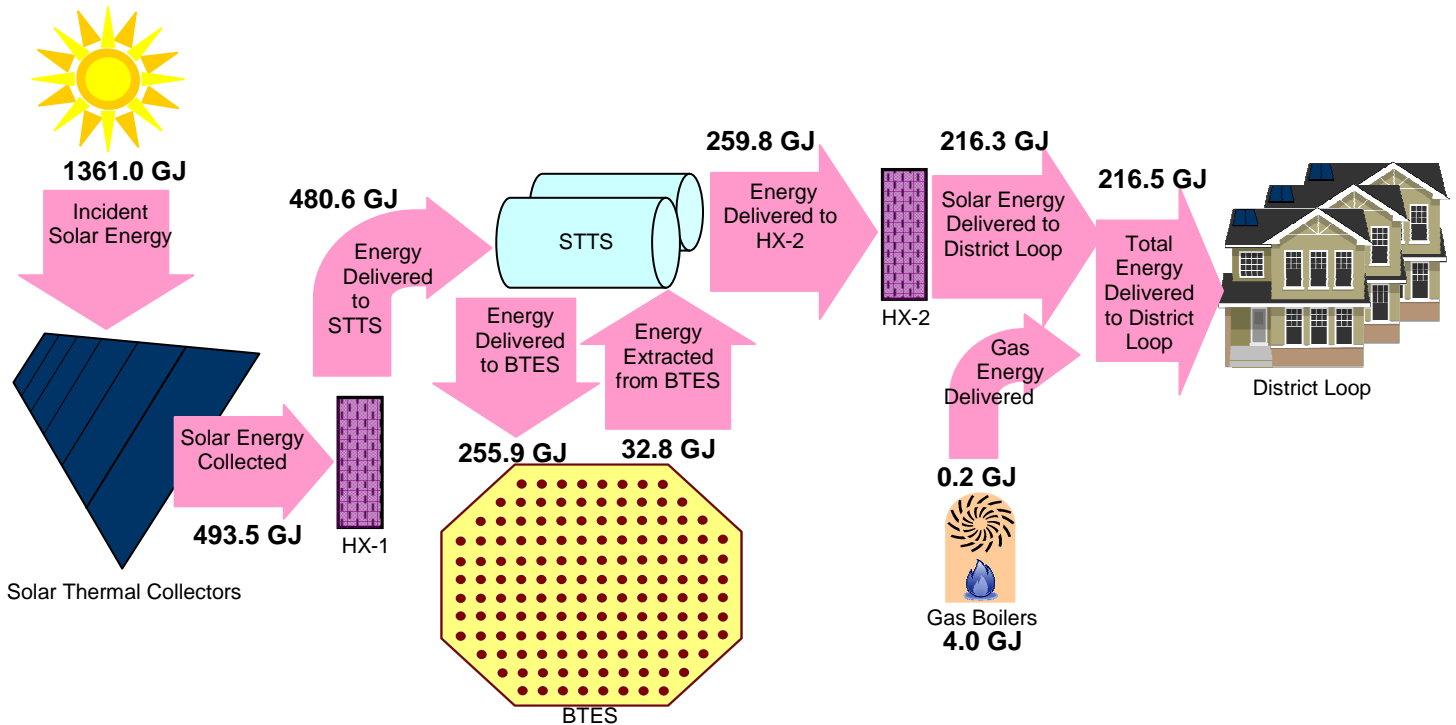 1361.0 GJ
Incident
Solar Energy
Solar Thermal Collectors
Solar Energy
Collected
493.5 GJ
HX-1
480.6 GJ
Energy
Delivered
to
STTS
STTS
Energy
Delivered
to BTES
255.9 GJ
Energy
Extracted
from BTES
32.8 GJ
BTES
259.8 GJ
Energy
Delivered to
HX-2
HX-2
216.3 GJ
Solar Energy
Delivered to
District Loop
Gas
Energy
Delivered
0.2 GJ
Gas Boilers
4.0 GJ
216.5 GJ
Total
Energy
Delivered
to District
Loop
District Loop